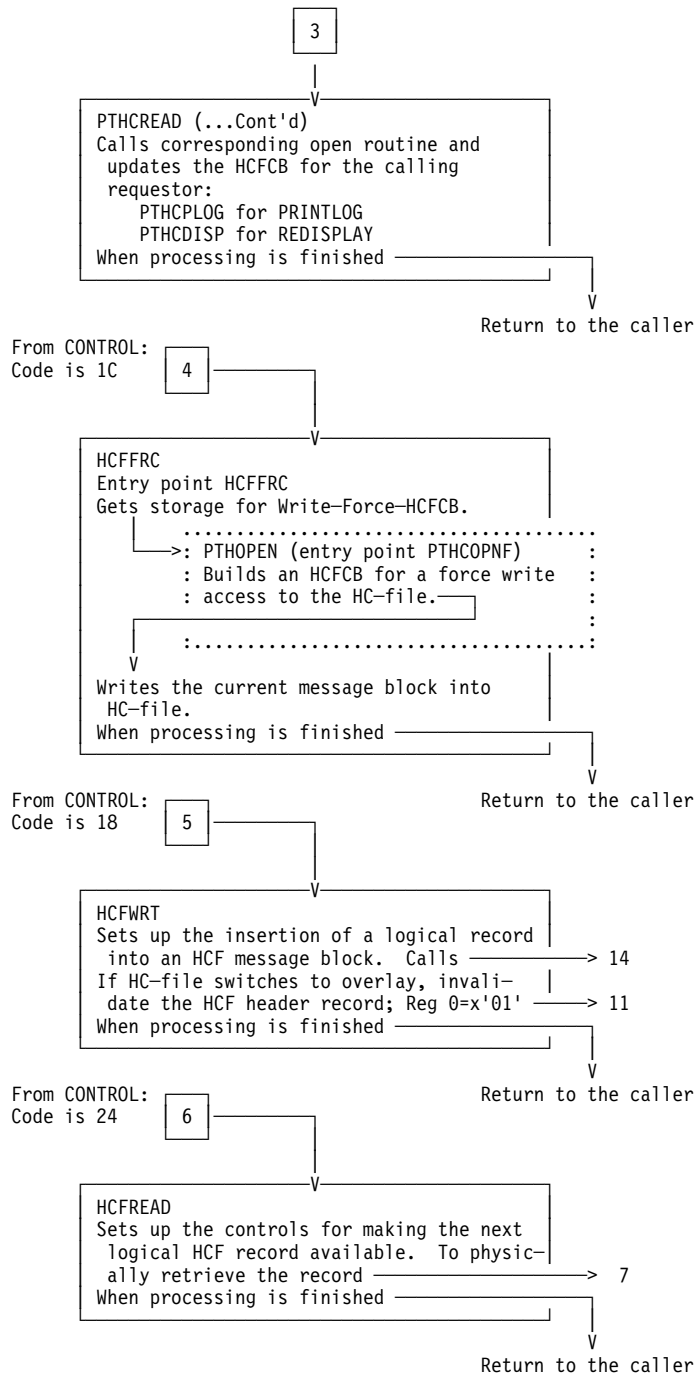 3
PTHCREAD (...Cont'd)
Calls corresponding open routine and
updates the HCFCB for the calling
requestor:
PTHCPLOG for PRINTLOG
PTHCDISP for REDISPLAY
When processing is finished
V
Return to the caller
From CONTROL:
Code is 1C 4
V
HCFFRC
Entry point HCFFRC
Gets storage for Write-Force-HCFCB.
.......................................
>: PTHOPEN (entry point PTHCOPNF) :
: Builds an HCFCB for a force write :
: access to the HC-file. :
:
:.....................................:
V
Writes the current message block into
HC-file.
When processing is finished
V
Return to the caller
From CONTROL:
Code is 18 5
V
HCFWRT
Sets up the insertion of a logical record
into an HCF message block. Calls > 14
If HC-file switches to overlay, invali-
date the HCF header record; Reg 0=x'01' > 11
When processing is finished
V
Return to the caller
From CONTROL:
Code is 24 6
V
HCFREAD
Sets up the controls for making the next
logical HCF record available. To physic-
ally retrieve the record > 7
When processing is finished
V
Return to the caller